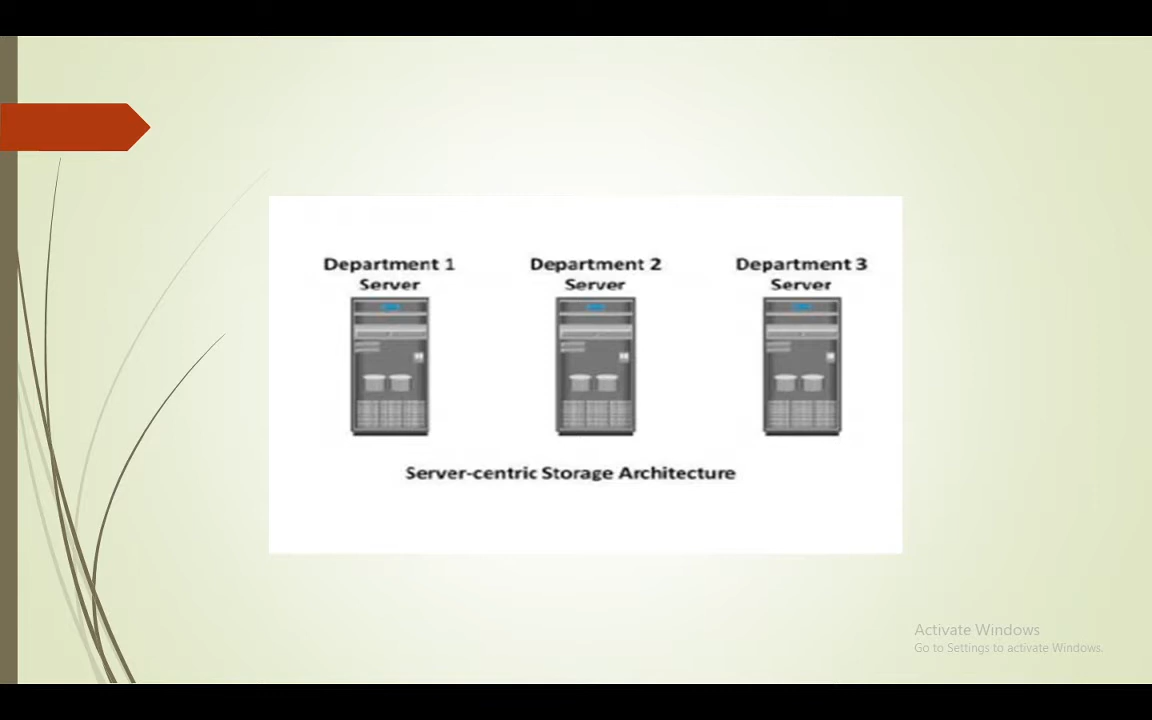 Department 1
Server
Department 2
Server
Department 3
Server
Server-centric Storage Architecture
Activate Windows
Go to Settings to activate Windows.